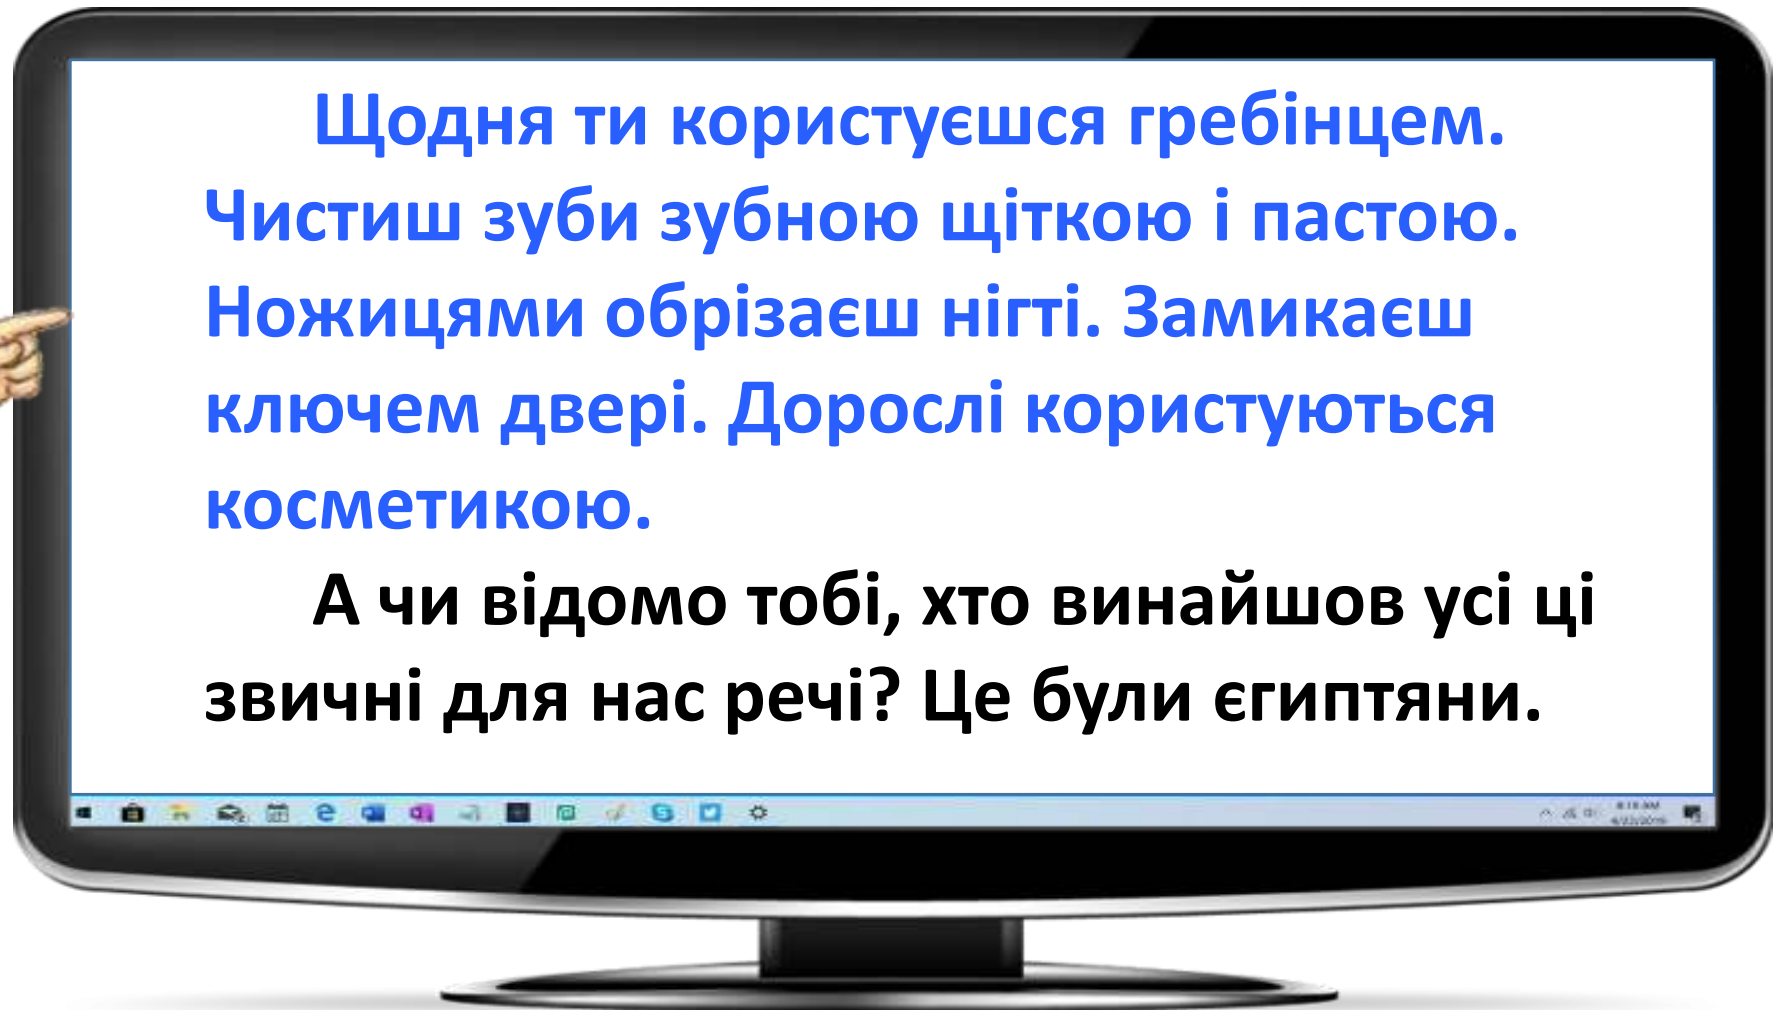 Щодня ти користуєшся гребінцем.
Чистиш зуби зубною щіткою і пастою.
Ножицями обрізаєш нігті. Замикаєш
ключем двері. Дорослі користуються
косметикою.
А чи відомо тобі, хто винайшов усі ці
звичні для нас речі? Це були єгиптяни.